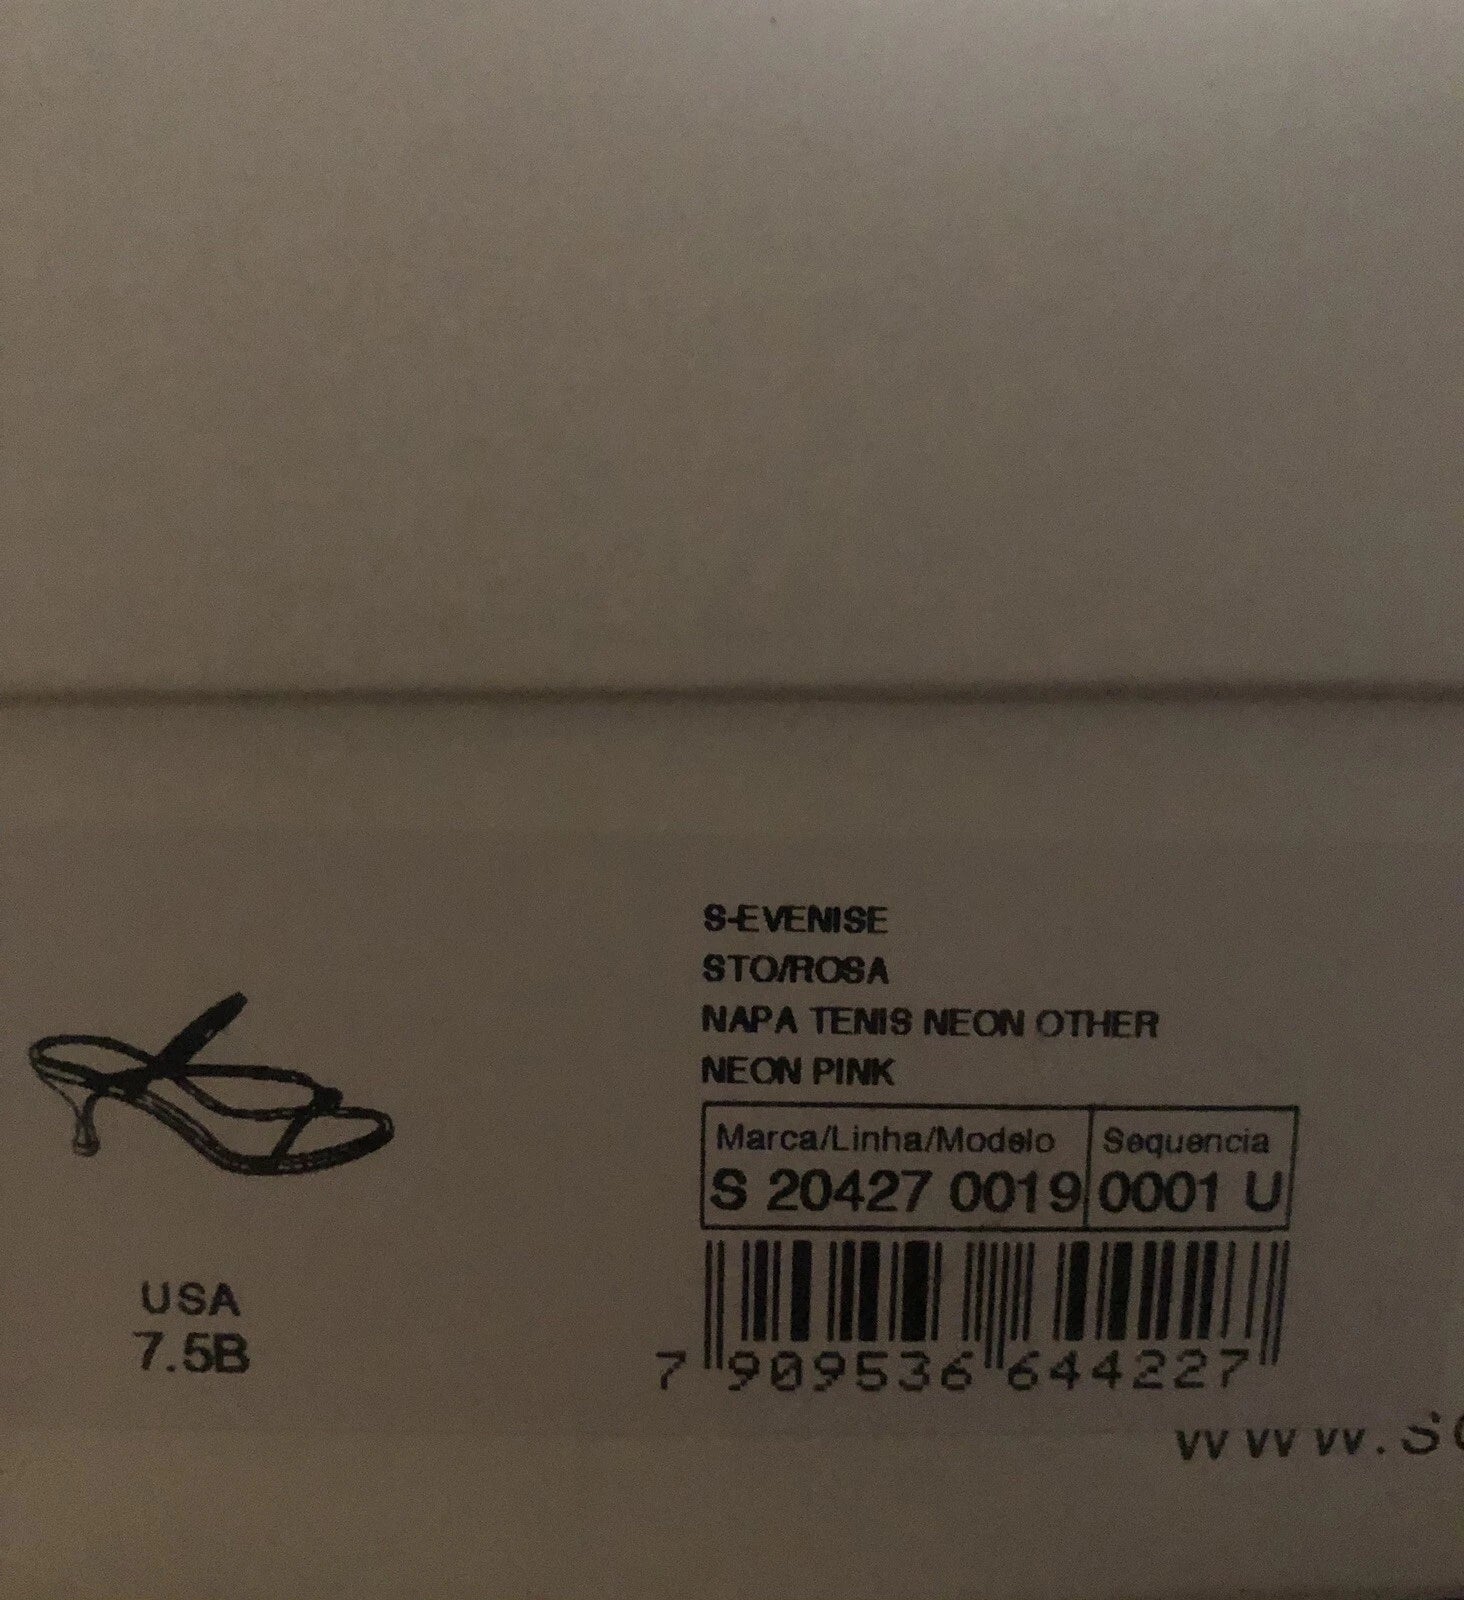 S-EVENISE
STO/ROSA
NAPA TENIS NEON OTHER
NEON PINK
Marca/Linha/Modelo Sequencia
S 20427 0019 0001 U
7 909536 644227
USA
7.5B